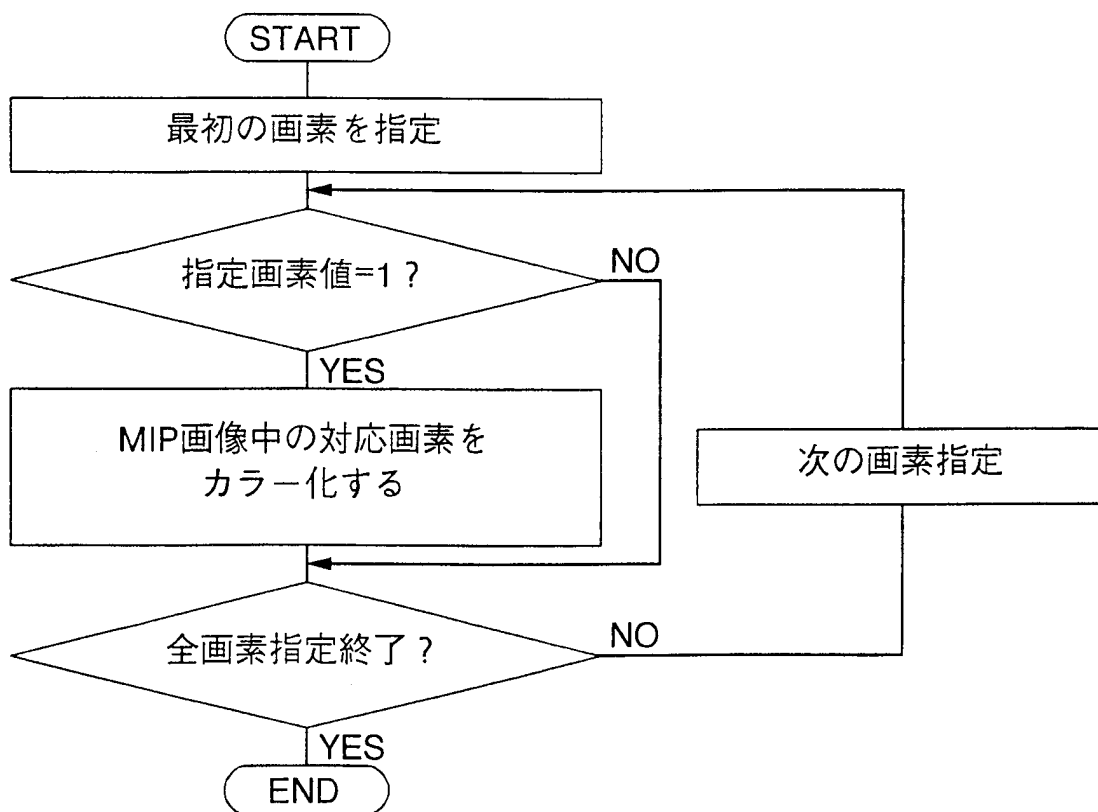 START
最初の画素を指定
指定画素値=1？
NO
YES
MIP画像中の対応画素を
カラー化する
次の画素指定
全画素指定終了？
NO
YES
END